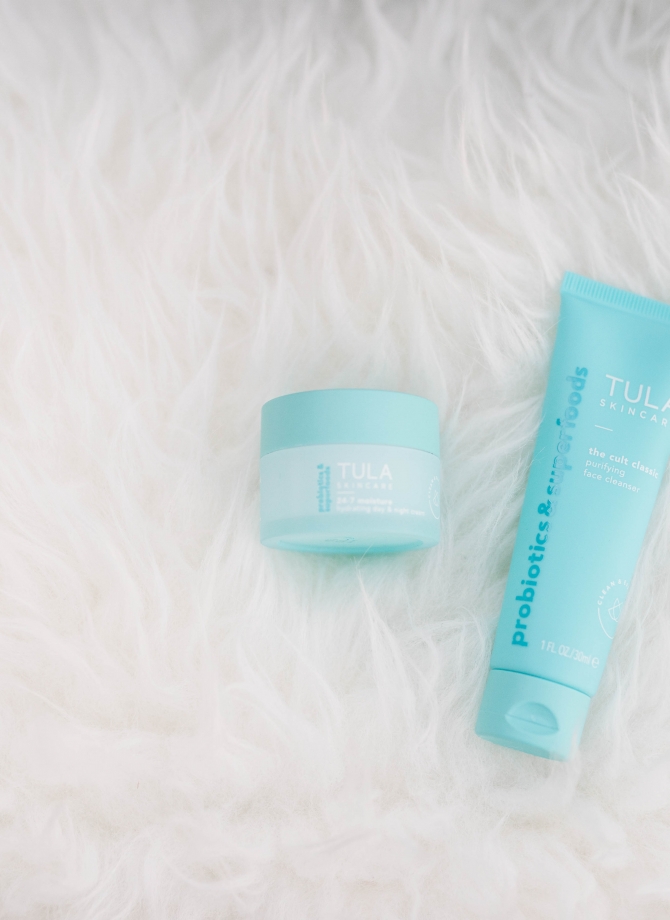 probiotics &
superfoods
TULA
SKINCARE
24·7 moisture
hydrating day & night cream
probiotics&superfoods
TULA
SKINCAR
the cult classic
purifying
face cleanser
1 FL OZ./30ml e